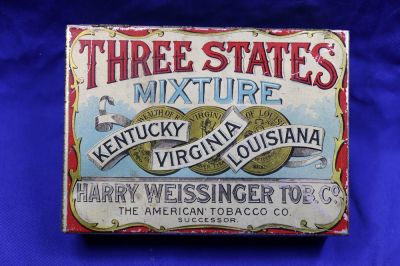 THREE STATES
MIXTURE
KENTUCKY
VIRGINIA
LOUISIANA
HARRY WEISSINGER TOB. Co.
THE AMERICAN TOBACCO CO.
SUCCESSOR.